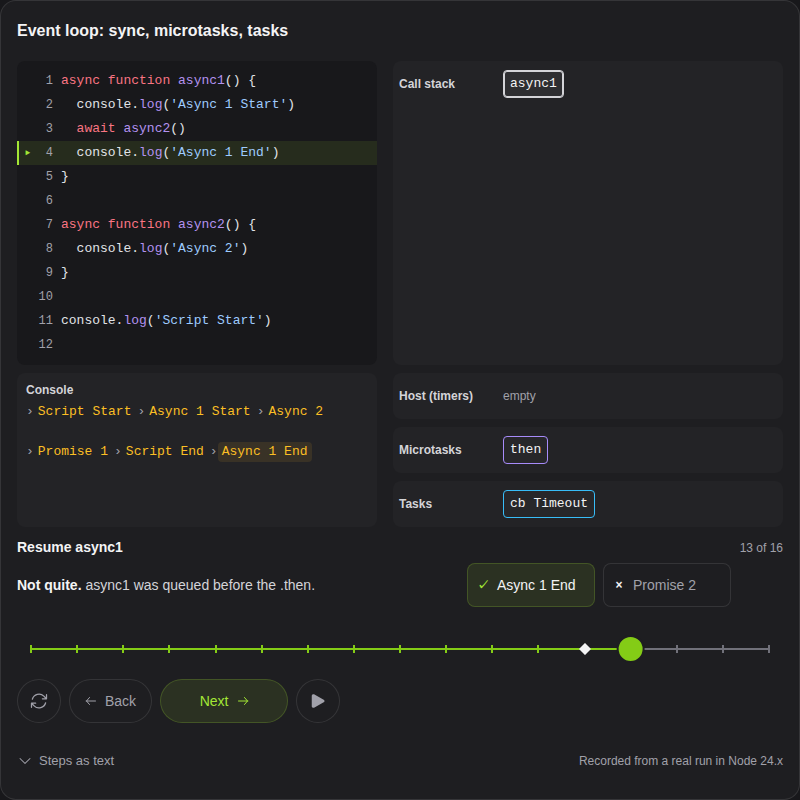 Event loop: sync, microtasks, tasks
1 async function async1() {
2 console.log('Async 1 Start')
3 await async2()
4 console.log('Async 1 End')
5 }
6
7 async function async2() {
8 console.log('Async 2')
9 }
10
11 console.log('Script Start')
12
Call stack async1
Console
› Script Start › Async 1 Start › Async 2
› Promise 1 › Script End › Async 1 End
Host (timers) empty
Microtasks then
Tasks cb Timeout
Resume async1 13 of 16
Not quite. async1 was queued before the .then. ✓ Async 1 End × Promise 2
← Back Next →
Steps as text Recorded from a real run in Node 24.x